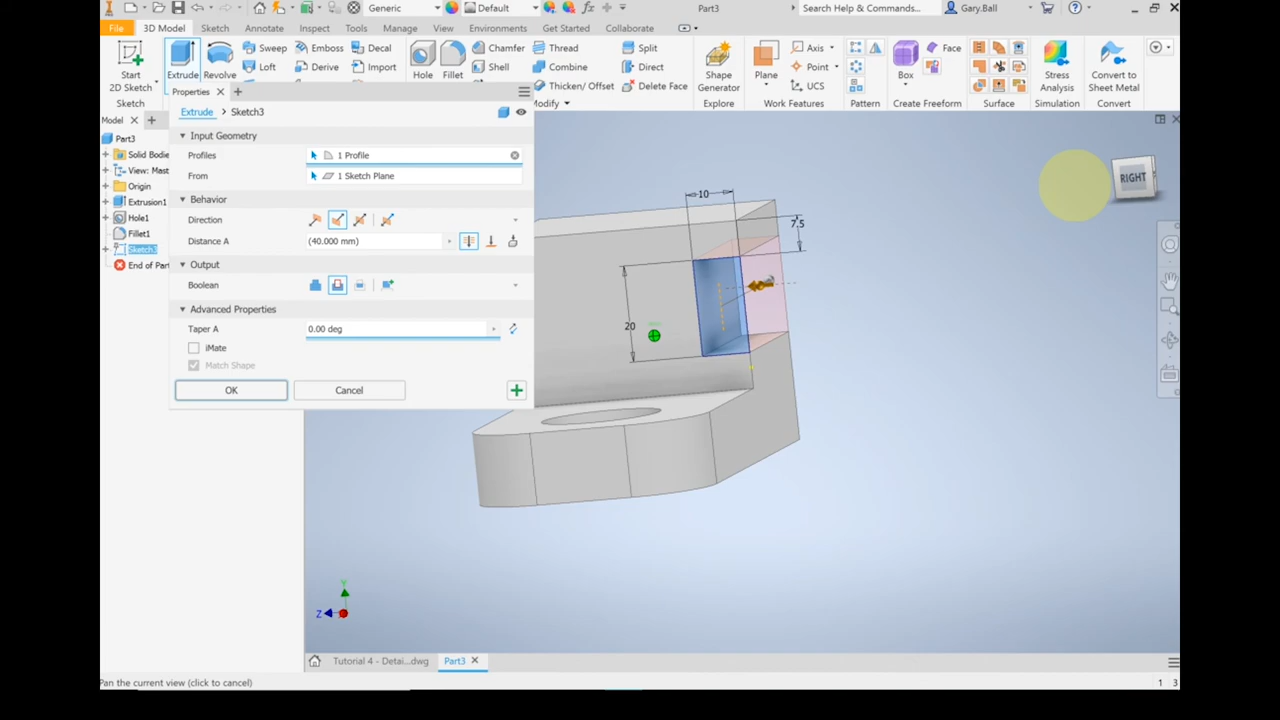 Generic
Default
Part3
Search Help & Commands...
Gary.Ball
File
3D Model
Sketch
Annotate
Inspect
Tools
Manage
View
Environments
Get Started
Collaborate
Start
2D Sketch
Extrude
Revolve
Sweep
Emboss
Decal
Loft
Derive
Import
Hole
Fillet
Chamfer
Shell
Thread
Combine
Thicken/ Offset
Split
Direct
Delete Face
Shape
Generator
Plane
Axis
Point
UCS
Box
Face
Stress
Analysis
Convert to
Sheet Metal
Sketch
Modify
Explore
Work Features
Pattern
Create Freeform
Surface
Simulation
Convert
Properties
Model
Extrude > Sketch3
Input Geometry
Profiles
1 Profile
From
1 Sketch Plane
Behavior
Direction
Distance A
(40.000 mm)
Output
Boolean
Advanced Properties
Taper A
0.00 deg
iMate
Match Shape
OK
Cancel
Part3
Solid Bodie
View: Mast
Origin
Extrusion1
Hole1
Fillet1
Sketch3
End of Part
10
7.5
20
RIGHT
Y
Z
Tutorial 4 - Detai...dwg
Part3
Pan the current view (click to cancel)
1 3